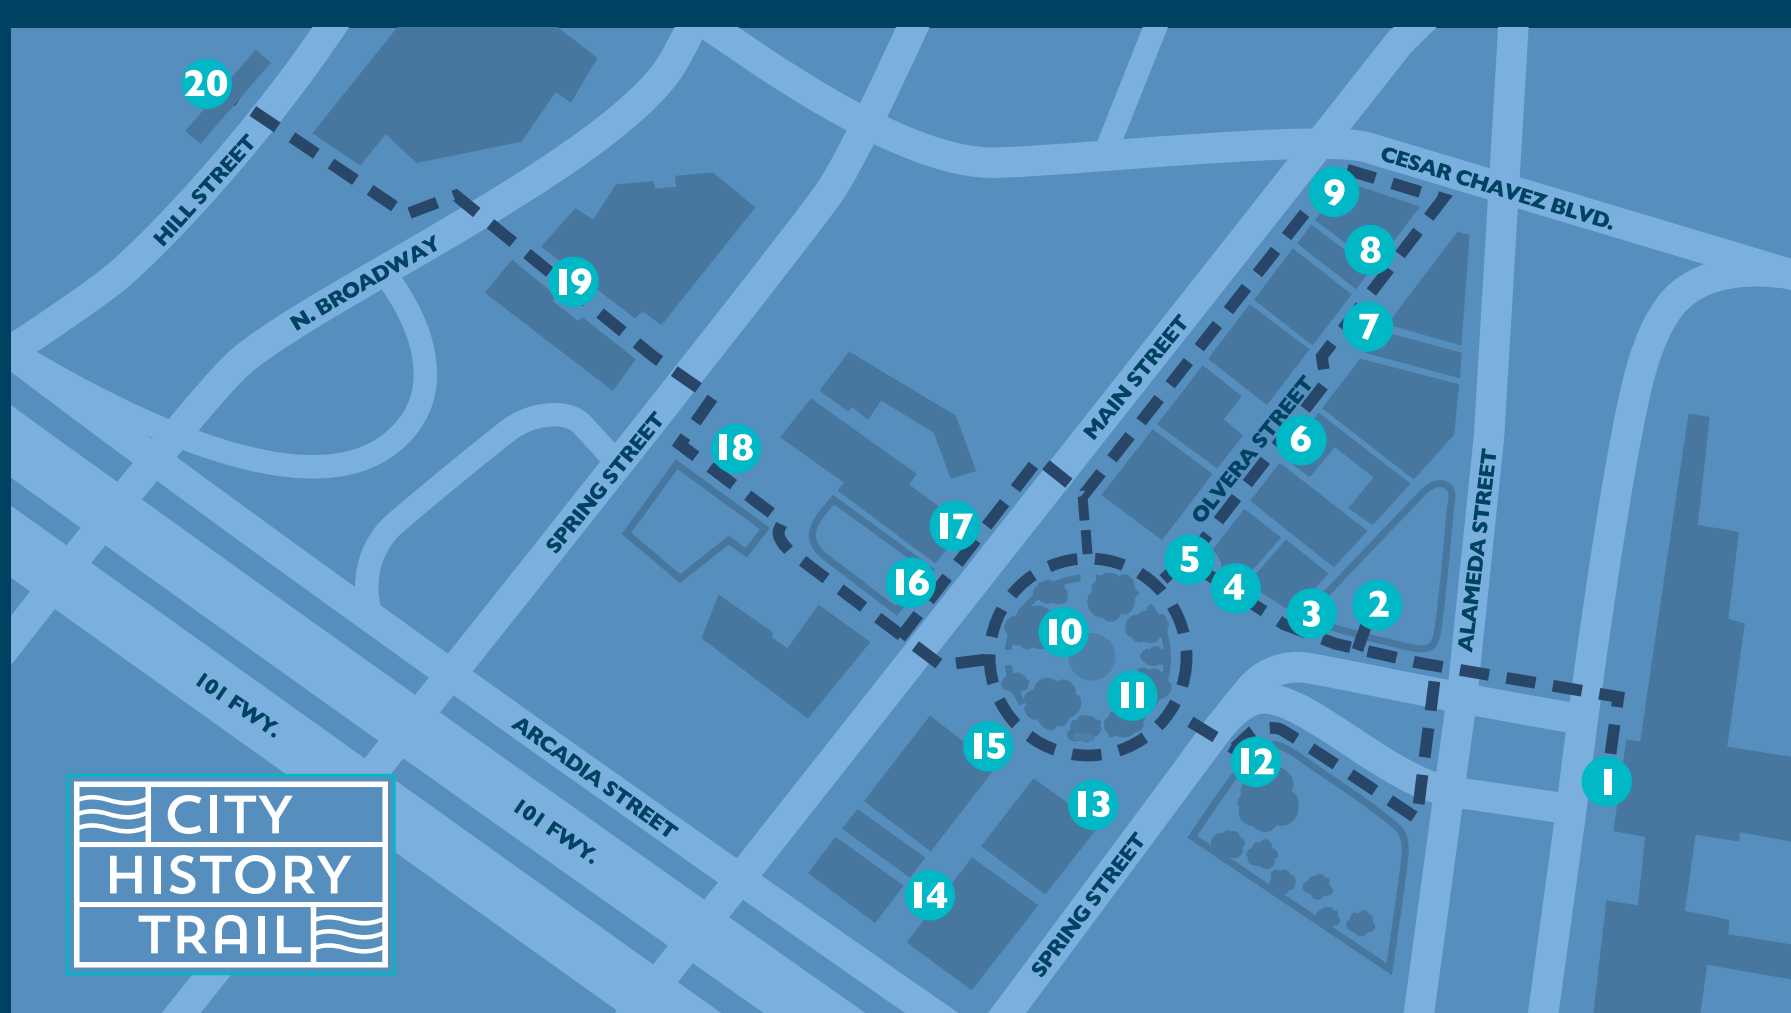 20
HILL STREET
N. BROADWAY
19
CESAR CHAVEZ BLVD.
9
8
7
MAIN STREET
OLVERA STREET
6
18
SPRING STREET
17
16
5
4
3
2
ALAMEDA STREET
10
11
15
12
13
1
14
SPRING STREET
101 FWY.
ARCADIA STREET
101 FWY.
CITY
HISTORY
TRAIL